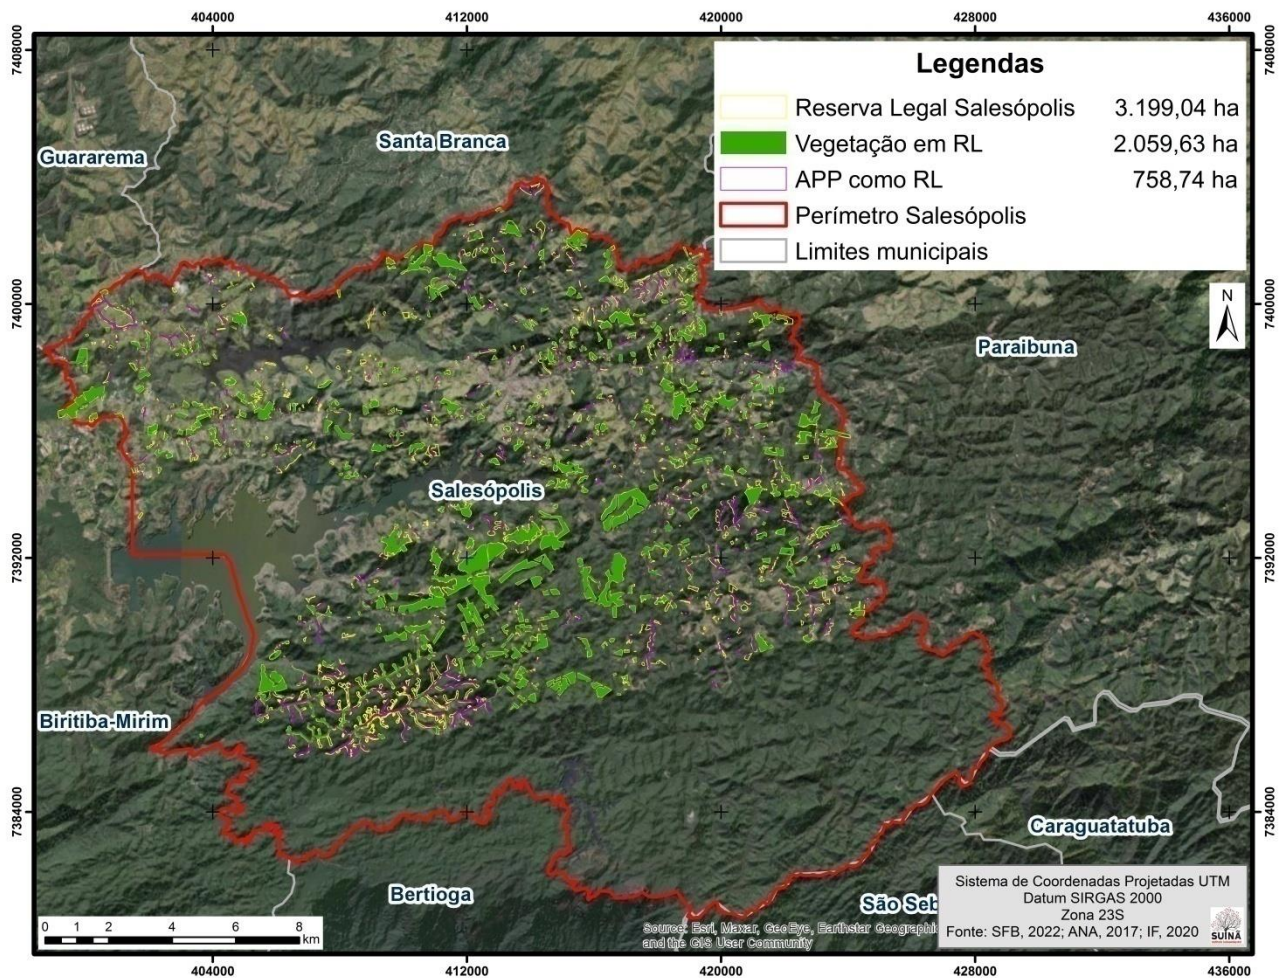 404000 412000 420000 428000 436000
7408000 7408000
Legendas
Reserva Legal Salesópolis 3.199,04 ha
Vegetação em RL 2.059,63 ha
APP como RL 758,74 ha
Perímetro Salesópolis
Limites municipais
Santa Branca
Guararema
7400000 7400000
N
Paraibuna
Salesópolis
7392000 7392000
Biritiba-Mirim
7384000 7384000
Caraguatatuba
Bertioga
São Seb
Sistema de Coordenadas Projetadas UTM
Datum SIRGAS 2000
Zona 23S
Fonte: SFB, 2022; ANA, 2017; IF, 2020
SUINÃ
0 1 2 4 6 8
km
Source: Esri, Maxar, GeoEye, Earthstar Geographic
and the GIS User Community
404000 412000 420000 428000 436000